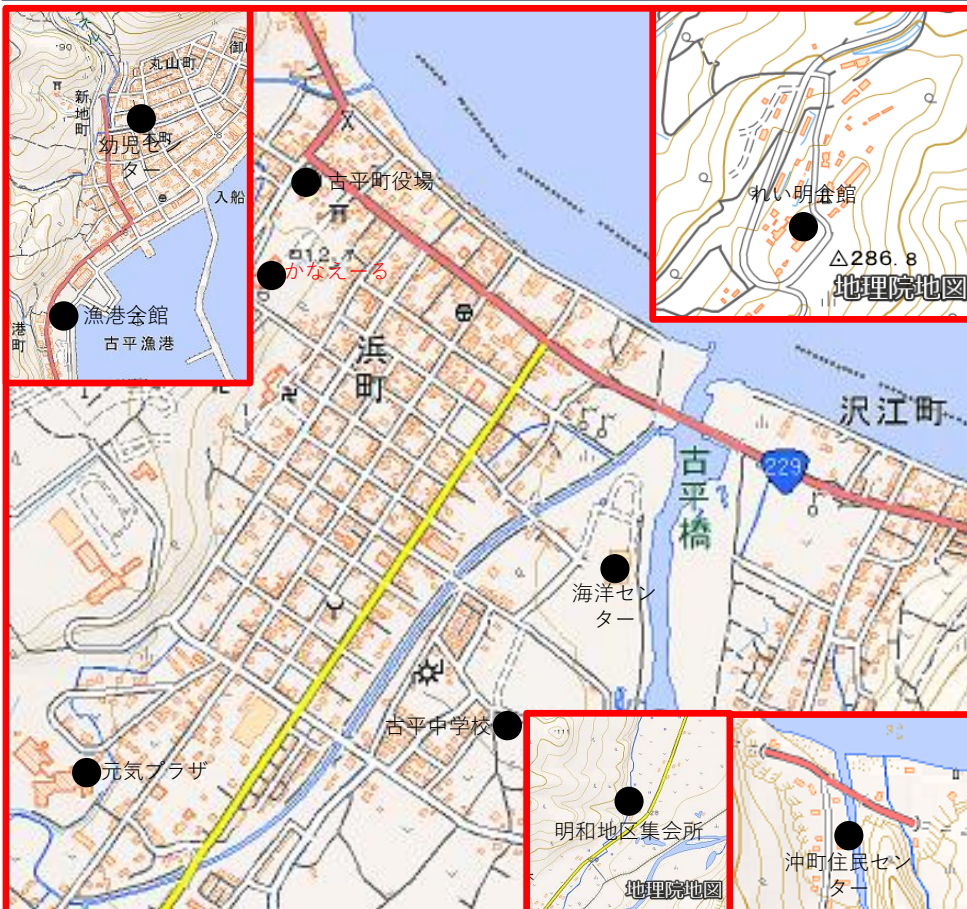 丸山町
新地町
本町
幼児セン
ター
入船
漁港会館
港町
古平漁港
古平町役場
かなえーる
浜町
れい明会館
△286.8
地理院地図
沢江町
古平橋
229
海洋セン
ター
古平中学校
元気プラザ
明和地区集会所
地理院地図
沖町住民セン
ター